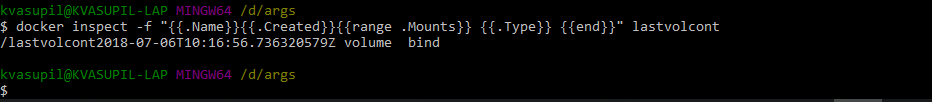 kvasupil@KVASUPIL-LAP MINGW64 /d/args
$ docker inspect -f "{{.Name}}{{.Created}}{{range .Mounts}} {{.Type}} {{end}}" lastvolcont
/lastvolcont2018-07-06T10:16:56.736320579Z volume  bind
kvasupil@KVASUPIL-LAP MINGW64 /d/args
$